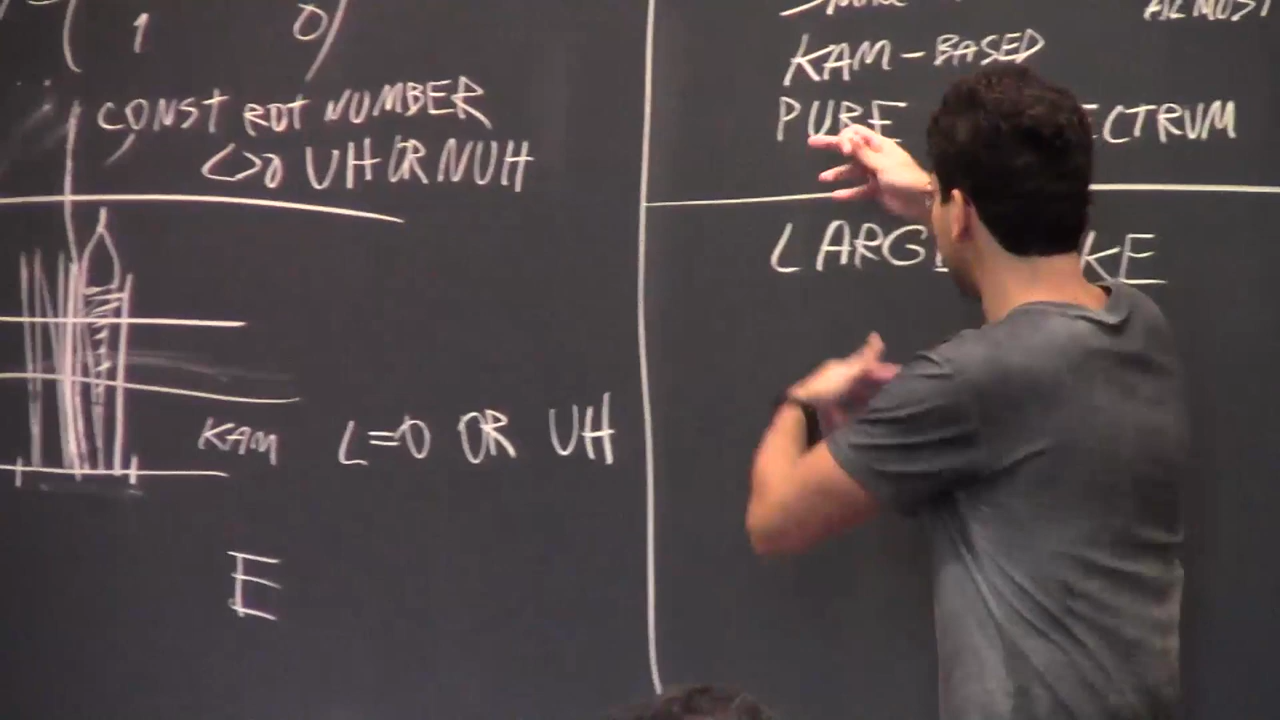 ( 1 0)
CONST ROT NUMBER
L>0 UH OR NUH
KAM L=0 OR UH
E
ALMOST
KAM-BASED
PURE ECTRUM
LARG KE